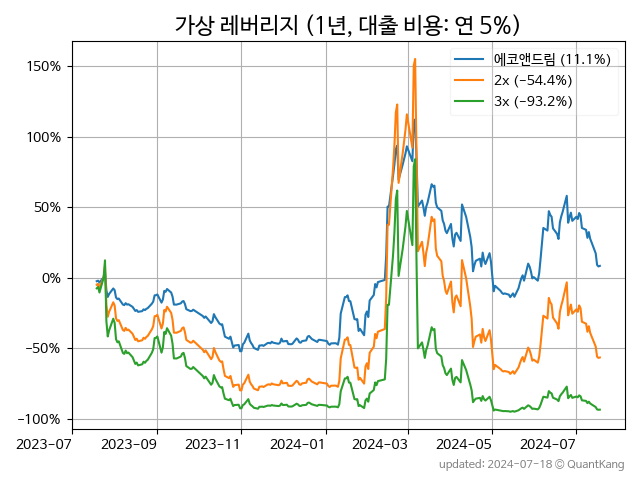 가상 레버리지 (1년, 대출 비용: 연 5%)
에코앤드림 (11.1%)
2x (−54.4%)
3x (−93.2%)
150%
100%
50%
0%
−50%
−100%
2023-07 2023-09 2023-11 2024-01 2024-03 2024-05 2024-07
updated: 2024-07-18 © QuantKang